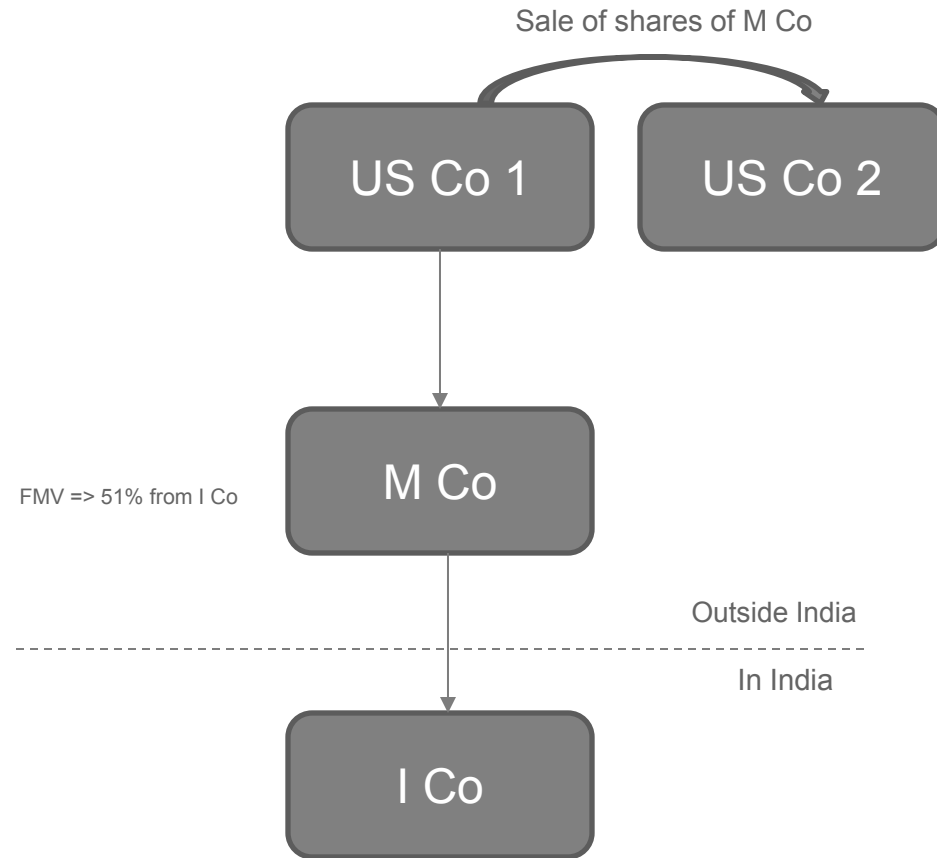 Sale of shares of M Co
US Co 1
US Co 2
M Co
FMV => 51% from I Co
Outside India
In India
I Co